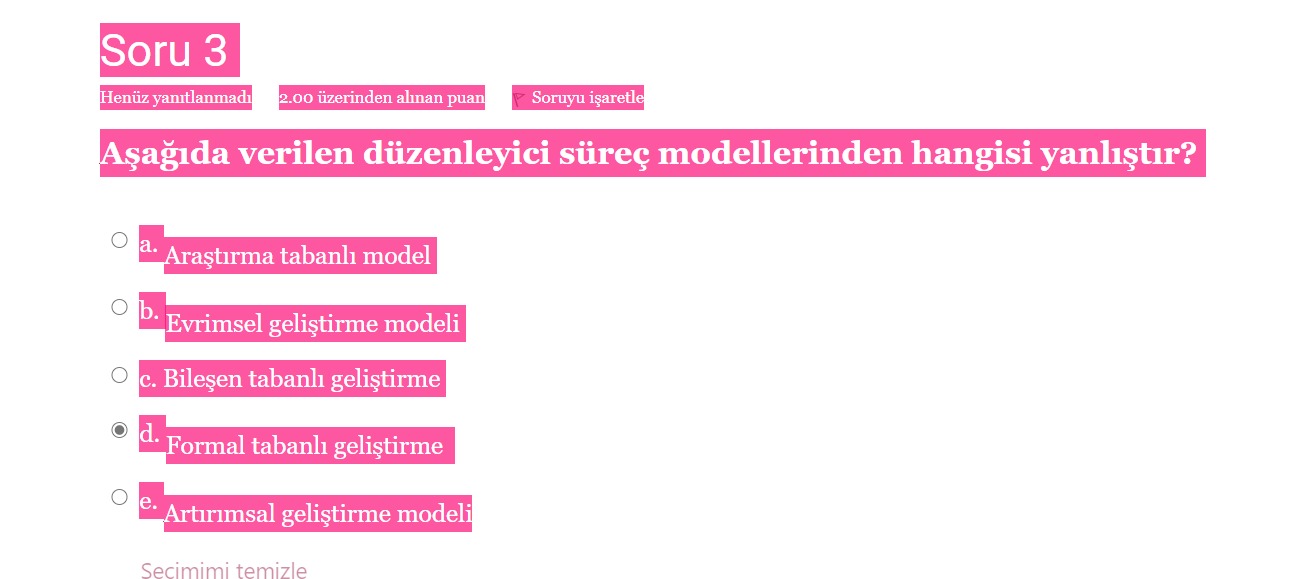 Soru 3
Henüz yanıtlanmadı 2.00 üzerinden alınan puan Soruyu işaretle
Aşağıda verilen düzenleyici süreç modellerinden hangisi yanlıştır?
a. Araştırma tabanlı model
b. Evrimsel geliştirme modeli
c. Bileşen tabanlı geliştirme
d. Formal tabanlı geliştirme
e. Artırımsal geliştirme modeli
Secimimi temizle